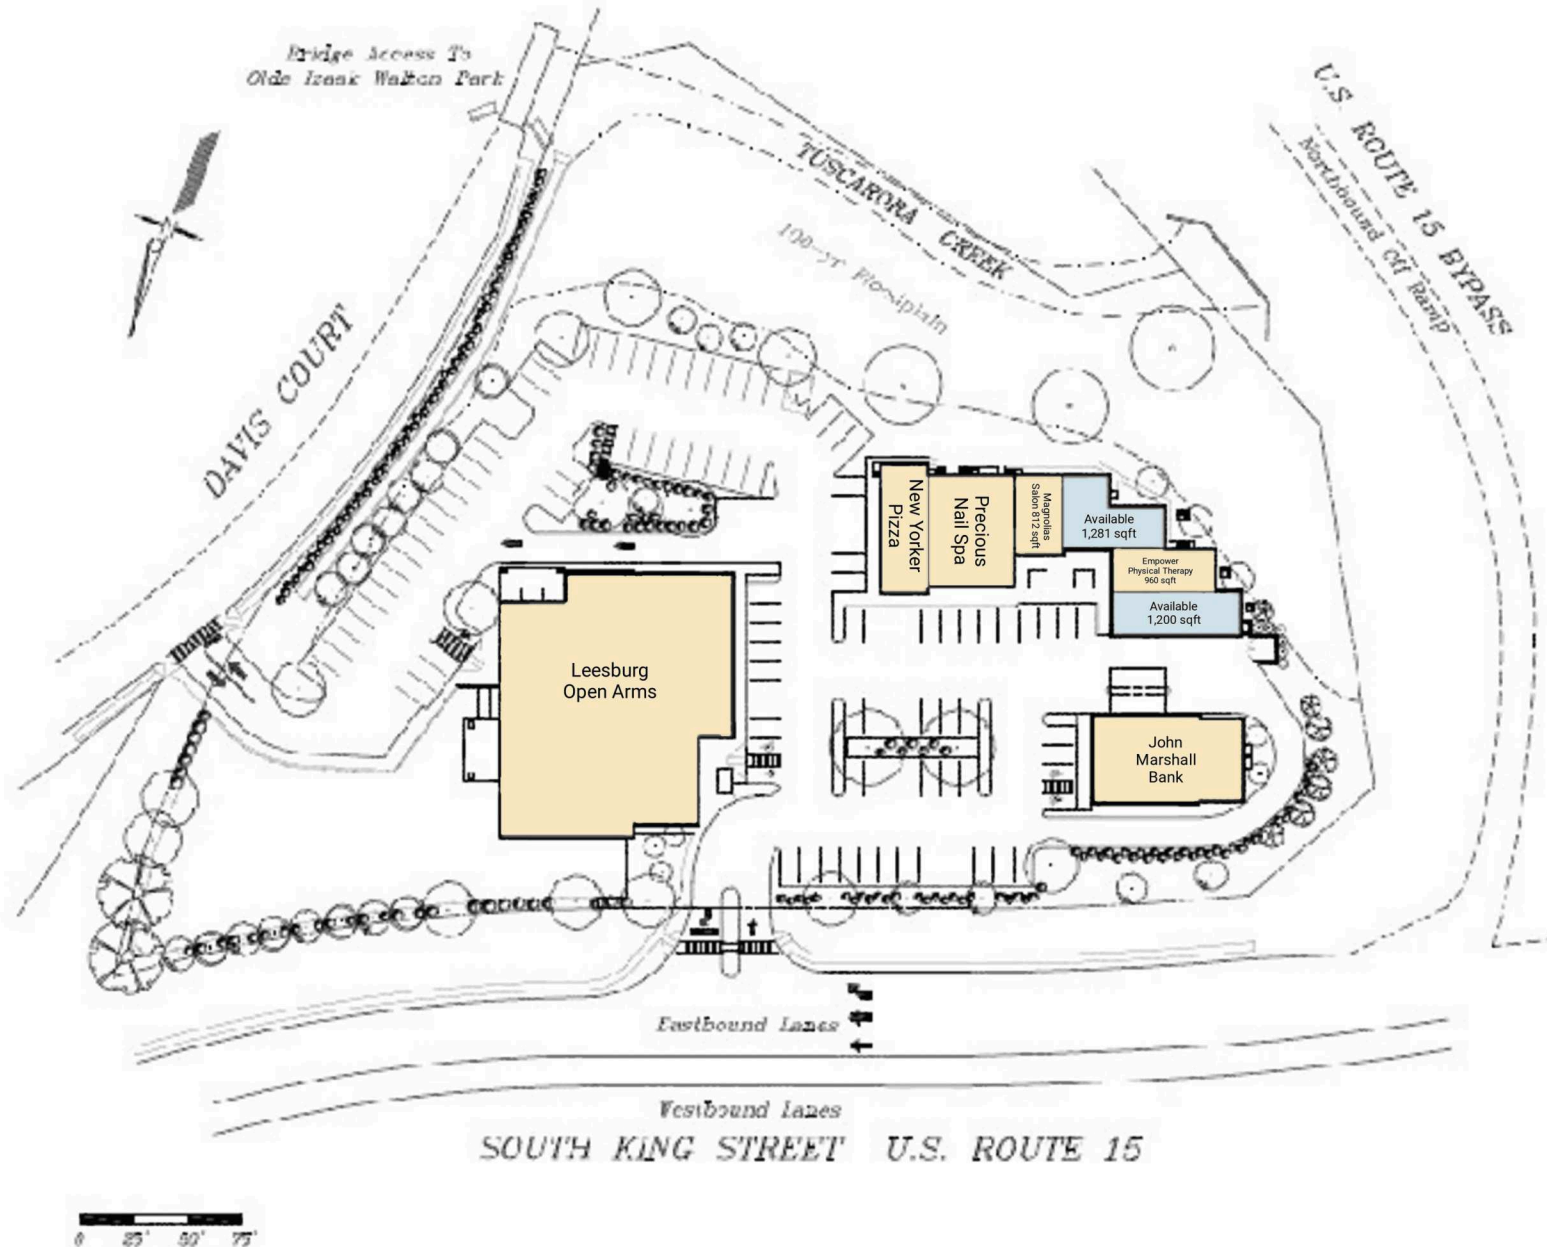 Bridge Access To
Olde Izaak Walton Park
U.S. ROUTE 15 BYPASS
Northbound Off Ramp
TUSCARORA CREEK
100-yr Floodplain
DAVIS COURT
New Yorker
Pizza
Precious
Nail Spa
Magnolias
Salon 812 sqft
Available
1,281 sqft
Empower
Physical Therapy
960 sqft
Available
1,200 sqft
Leesburg
Open Arms
John
Marshall
Bank
Eastbound Lanes
Westbound Lanes
SOUTH KING STREET U.S. ROUTE 15
0 25' 50' 75'